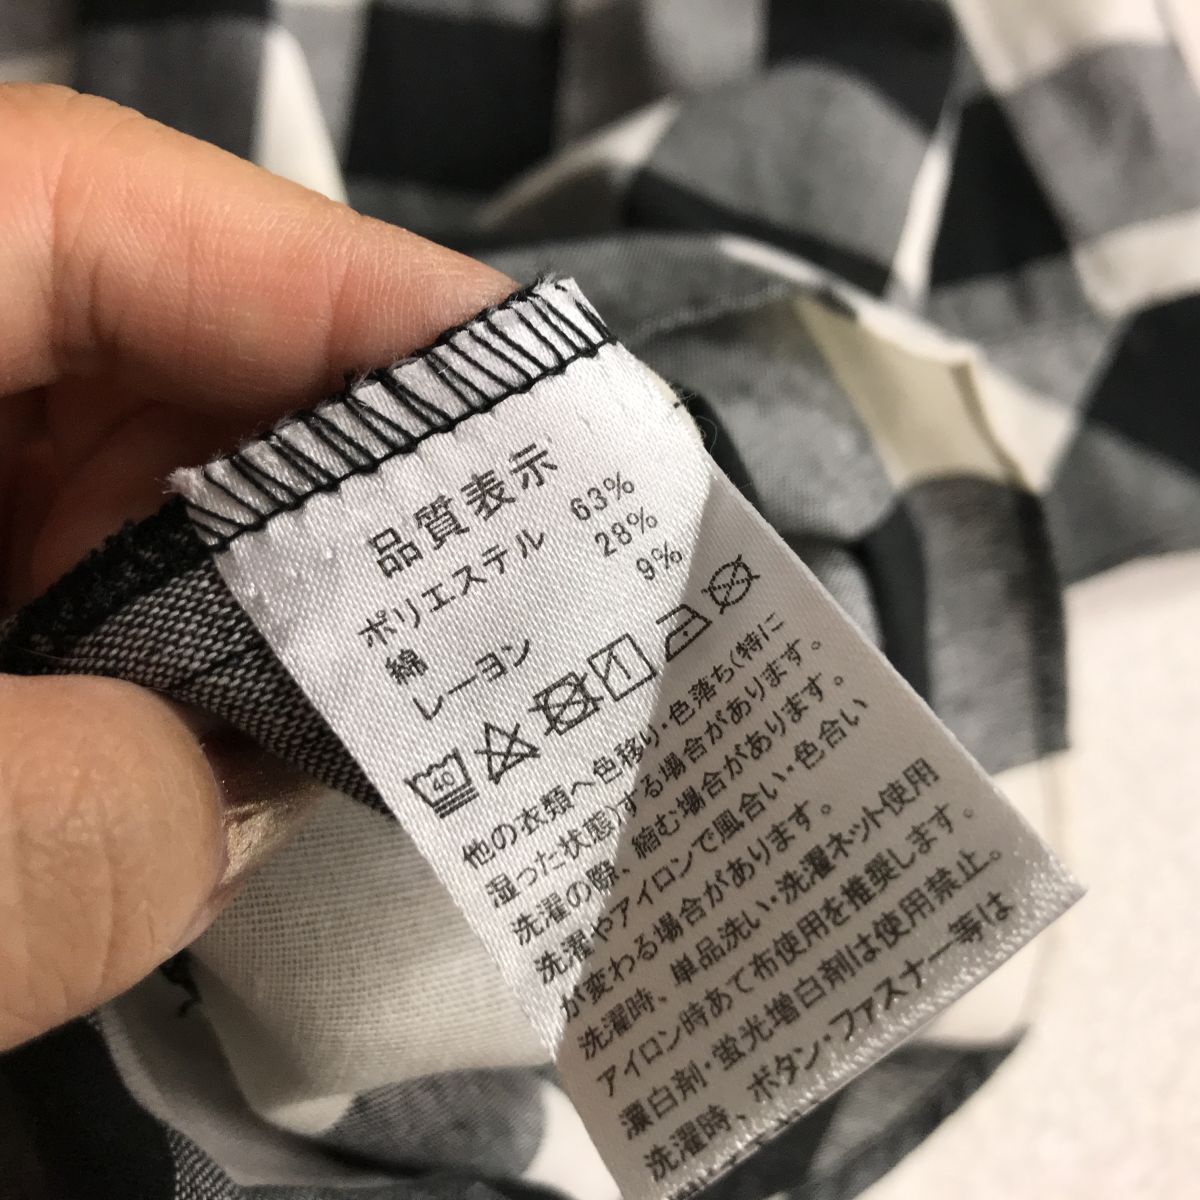 品質表示
ポリエステル 63%
綿 28%
レーヨン 9%
40
他の衣類へ色移り・色落ち(特に
湿った状態)する場合があります。
洗濯の際、縮む場合があります。
洗濯やアイロンで風合い・色合い
が変わる場合があります。
洗濯時、単品洗い・洗濯ネット使用
アイロン時あて布使用を推奨します。
漂白剤・蛍光増白剤は使用禁止。
洗濯時、ボタン・ファスナー等は